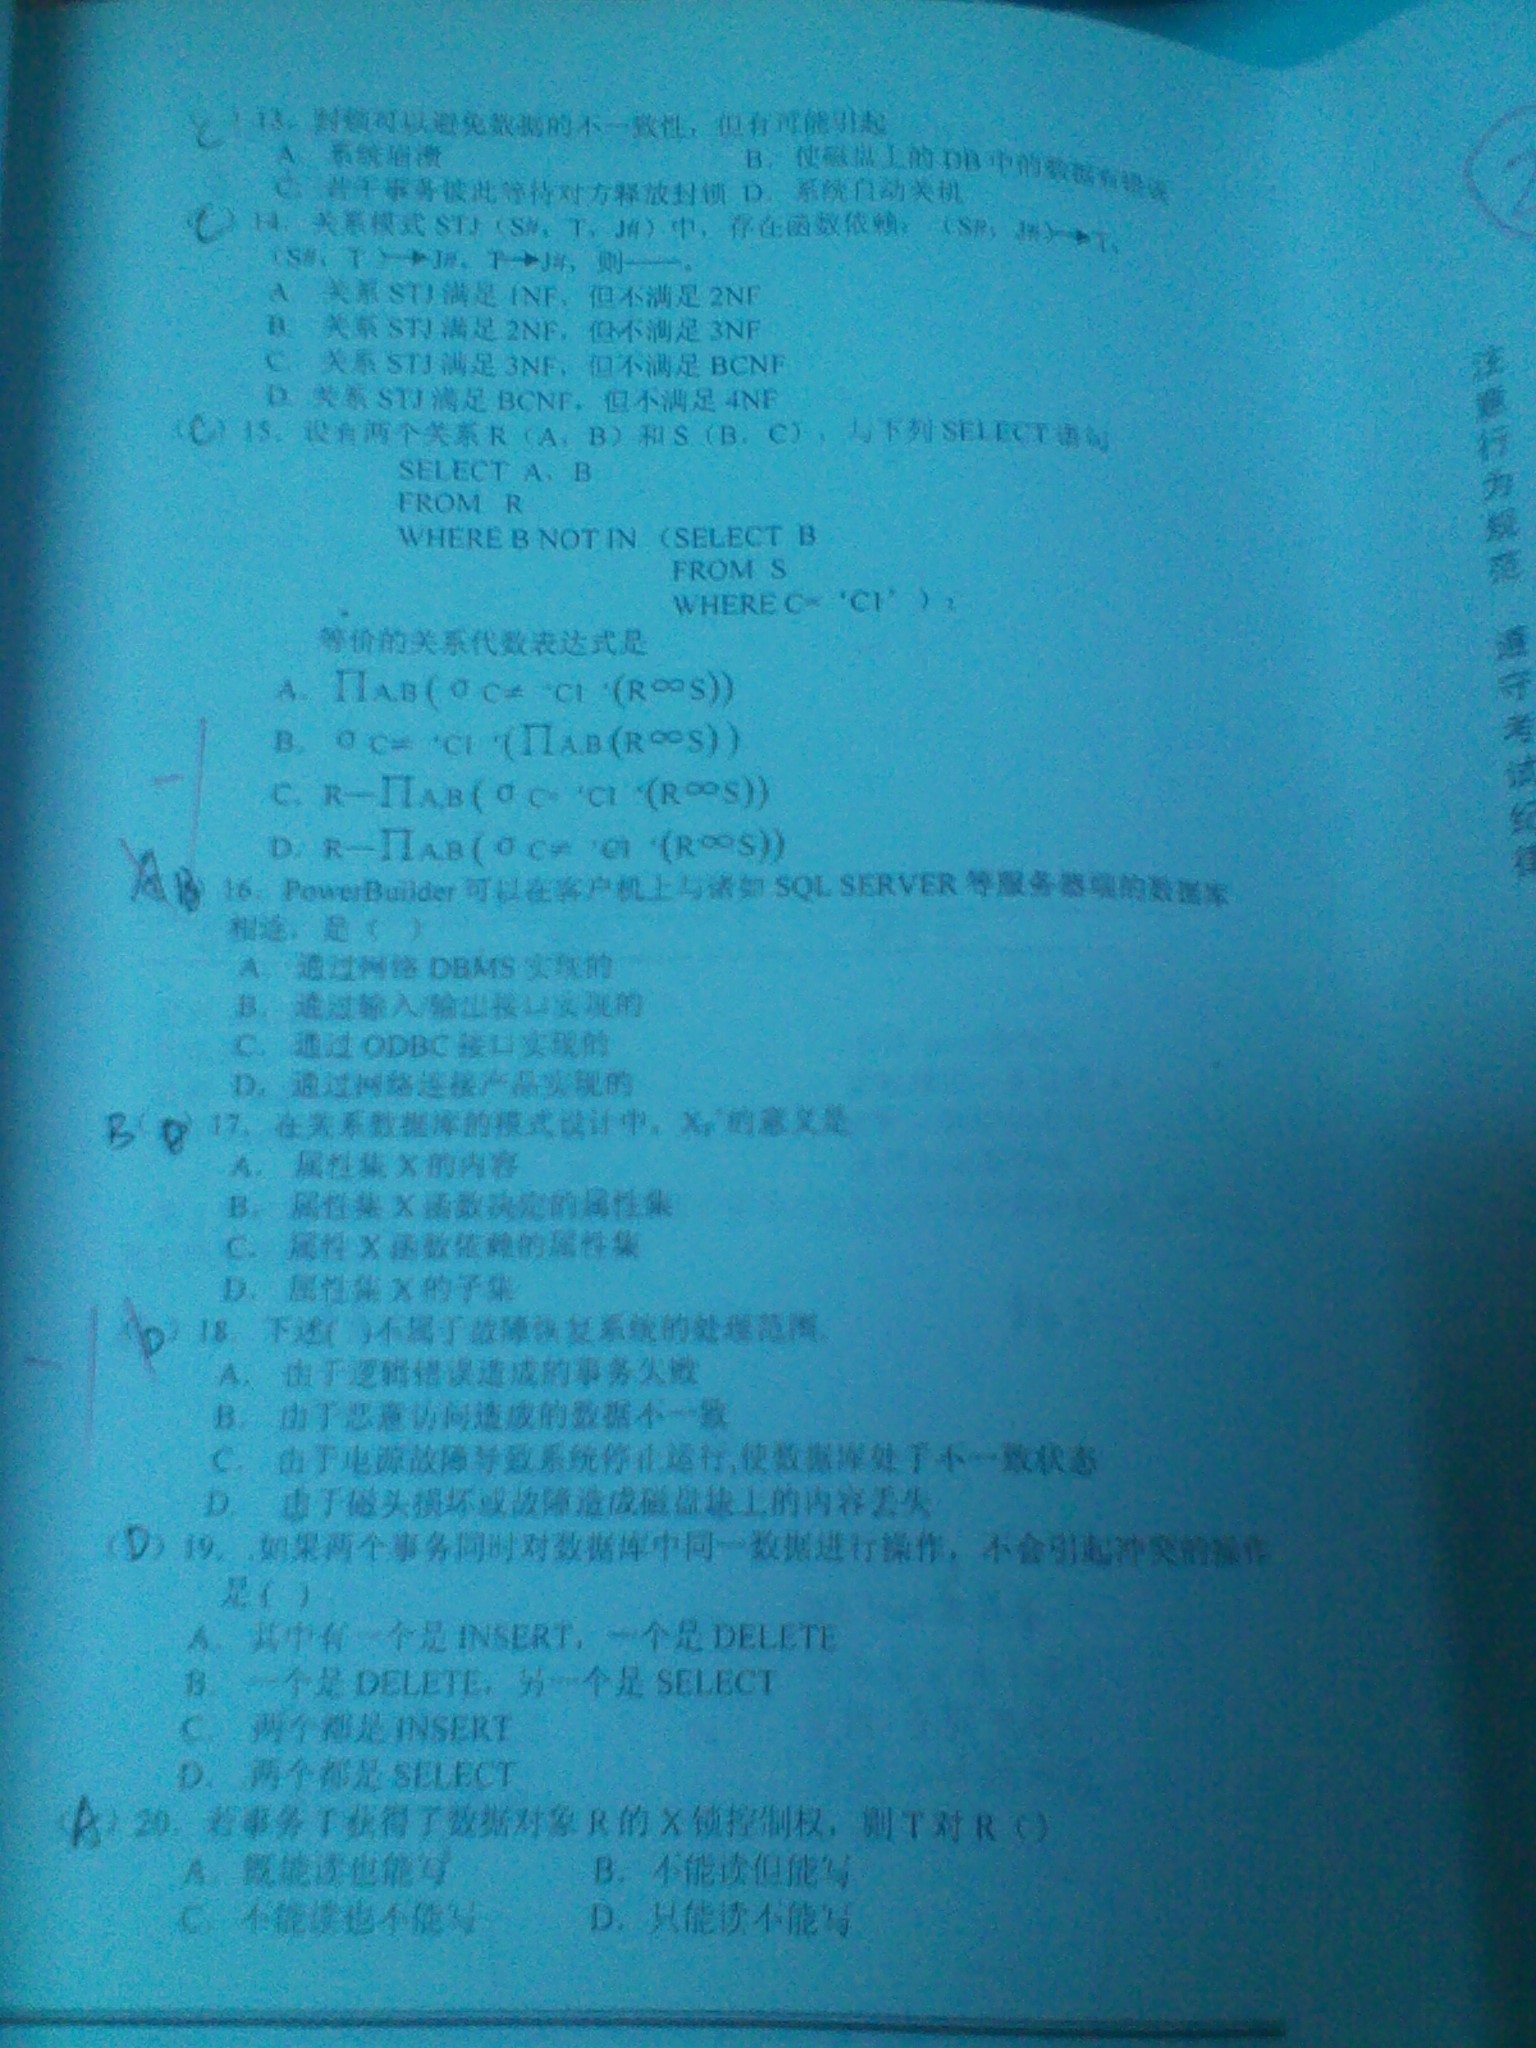 C ) 13. 封锁可以避免数据的不一致性，但有可能引起
A. 系统崩溃 B. 使磁盘上的 DB 中的数据有错误
C. 若干事务彼此等待对方释放封锁 D. 系统自动关机
(C) 14. 关系模式 STJ（S#，T，J#）中，存在函数依赖：（S#，J#）→T，
（S#，T）→J#，T→J#，则——。
A. 关系 STJ 满足 1NF，但不满足 2NF
B. 关系 STJ 满足 2NF，但不满足 3NF
C. 关系 STJ 满足 3NF，但不满足 BCNF
D. 关系 STJ 满足 BCNF，但不满足 4NF
(C) 15. 设有两个关系 R（A，B）和 S（B，C），与下列 SELECT 语句
SELECT A、B
FROM R
WHERE B NOT IN （SELECT B
FROM S
WHERE C= 'C1' ）；
等价的关系代数表达式是
A. ∏A,B( σ C≠ 'C1 '(R∞S))
B. σ C≠ 'C1 '(∏A,B(R∞S) )
C. R—∏A,B( σ C= 'C1 '(R∞S))
D. R—∏A,B( σ C≠ 'C1 '(R∞S))
A B) 16. PowerBuilder 可以在客户机上与诸如 SQL SERVER 等服务器端的数据库
相连，是（ ）
A. 通过网络 DBMS 实现的
B. 通过输入/输出接口实现的
C. 通过 ODBC 接口实现的
D. 通过网络连接产品实现的
B ( ) 17. 在关系数据库的模式设计中，X_F⁺的意义是
A. 属性集 X 的内容
B. 属性集 X 函数决定的属性集
C. 属性 X 函数依赖的属性集
D. 属性集 X 的子集
(D) 18. 下述( )不属于故障恢复系统的处理范围.
A. 由于逻辑错误造成的事务失败
B. 由于恶意访问造成的数据不一致
C. 由于电源故障导致系统停止运行,使数据库处于不一致状态
D. 由于磁头损坏或故障造成磁盘块上的内容丢失
(D) 19. 如果两个事务同时对数据库中同一数据进行操作，不会引起冲突的操作
是( )
A. 其中有一个是 INSERT，一个是 DELETE
B. 一个是 DELETE，另一个是 SELECT
C. 两个都是 INSERT
D. 两个都是 SELECT
(A) 20. 若事务 T 获得了数据对象 R 的 X 锁控制权，则 T 对 R（）
A. 既能读也能写 B. 不能读但能写
C. 不能读也不能写 D. 只能读不能写
注意行为规范 遵守考试纪律